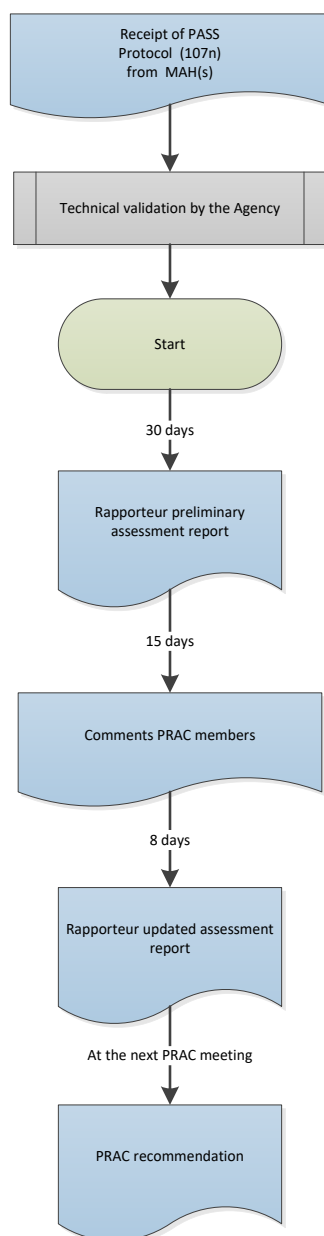 Receipt of PASS
Protocol (107n)
from MAH(s)
Technical validation by the Agency
Start
30 days
Rapporteur preliminary
assessment report
15 days
Comments PRAC members
8 days
Rapporteur updated assessment
report
At the next PRAC meeting
PRAC recommendation